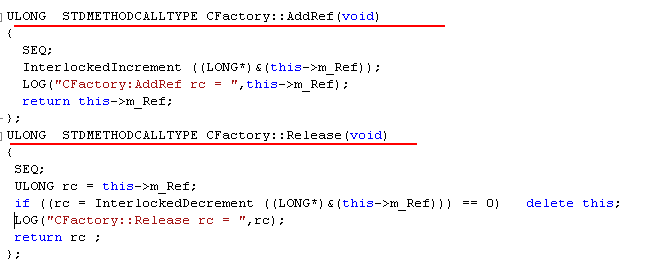 ULONG  STDMETHODCALLTYPE CFactory::AddRef(void)
{
  SEQ;
  InterlockedIncrement ((LONG*)&(this->m_Ref));
  LOG("CFactory:AddRef rc = ",this->m_Ref);
  return this->m_Ref;
};
ULONG  STDMETHODCALLTYPE CFactory::Release(void)
{
 SEQ;
 ULONG rc = this->m_Ref;
 if ((rc = InterlockedDecrement ((LONG*)&(this->m_Ref))) == 0)   delete this;
 LOG("CFactory::Release rc = ",rc);
 return rc ;
};